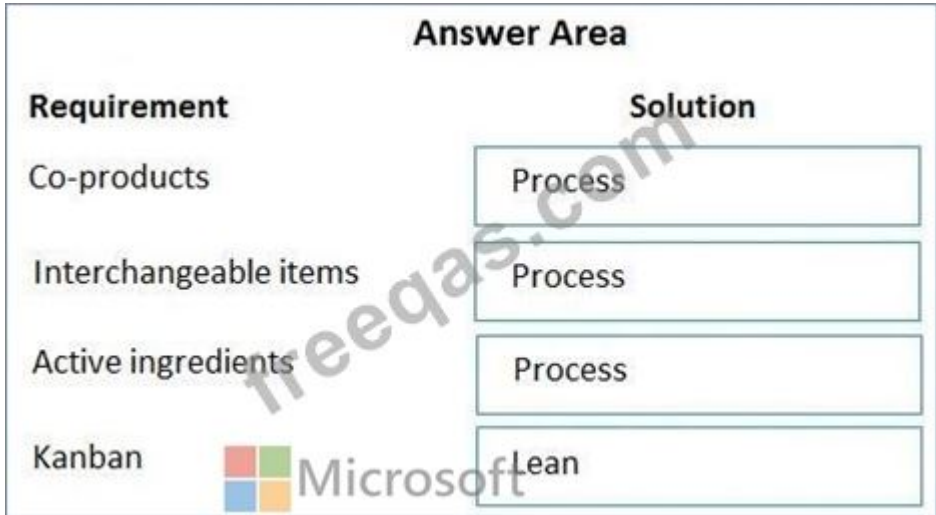 Answer Area
Requirement Solution
Co-products Process
Interchangeable items Process
Active ingredients Process
Kanban Lean
freeqas.com
Microsoft